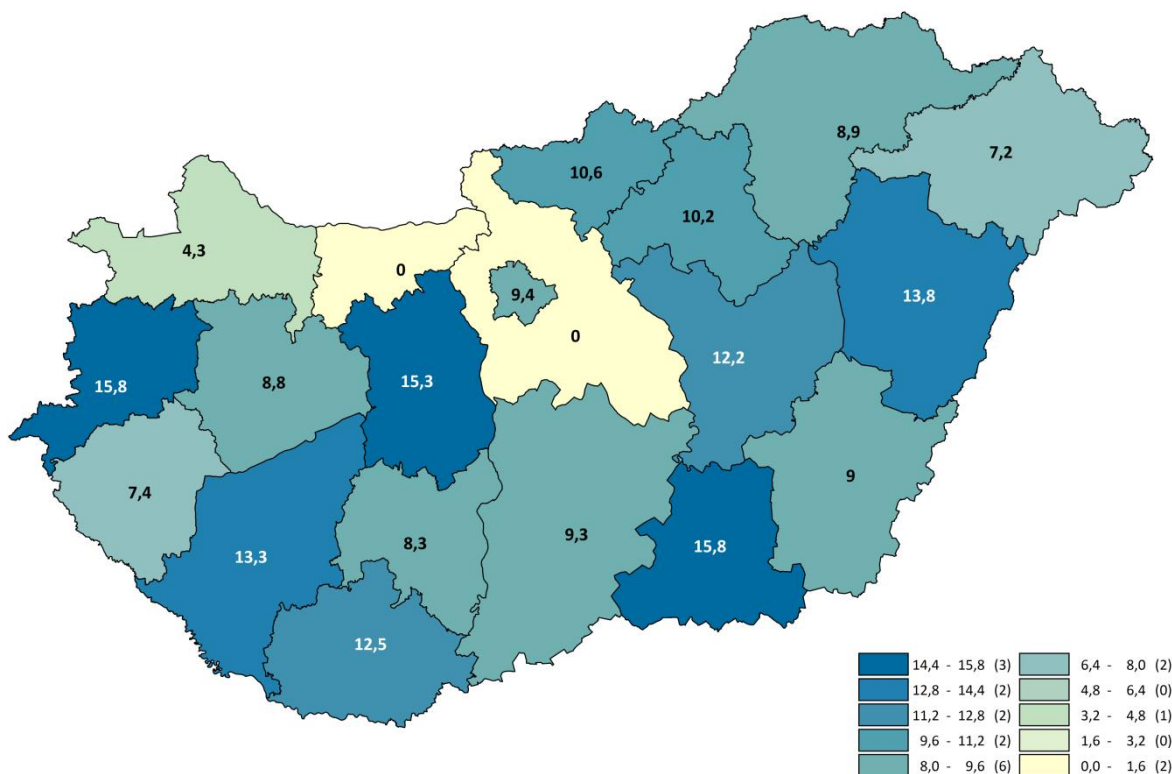 8,9
7,2
10,6
10,2
4,3
0
9,4
13,8
0
12,2
15,8
8,8
15,3
9
7,4
8,3
9,3
15,8
13,3
12,5
14,4 - 15,8 (3)
12,8 - 14,4 (2)
11,2 - 12,8 (2)
9,6 - 11,2 (2)
8,0 - 9,6 (6)
6,4 - 8,0 (2)
4,8 - 6,4 (0)
3,2 - 4,8 (1)
1,6 - 3,2 (0)
0,0 - 1,6 (2)